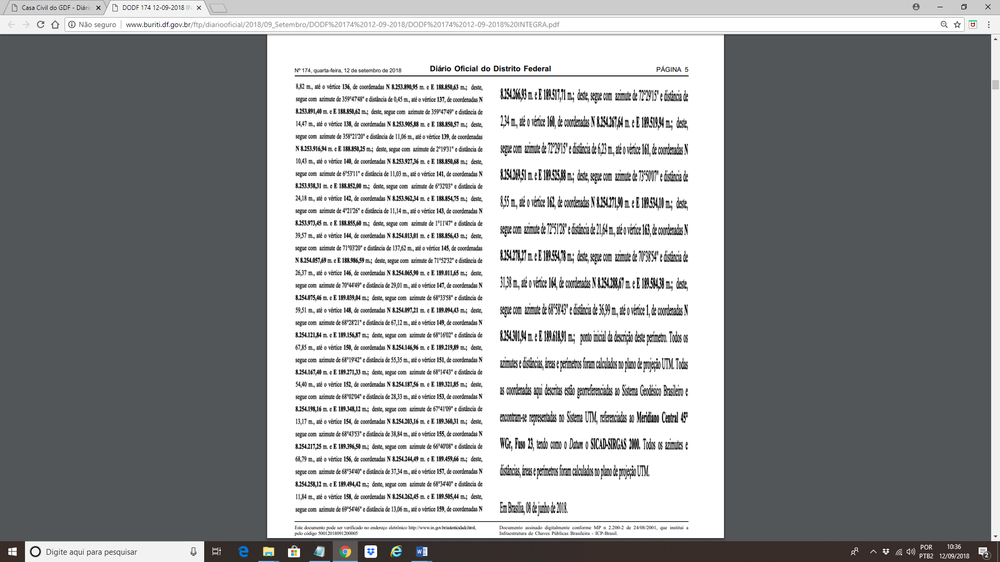 Casa Civil do GDF - Diári
DODF 174 12-09-2018 IN
Não seguro
www.buriti.df.gov.br/ftp/diariooficial/2018/09_Setembro/DODF%20174%2012-09-2018/DODF%20174%2012-09-2018%20INTEGRA.pdf
Nº 174, quarta-feira, 12 de setembro de 2018
Diário Oficial do Distrito Federal
PÁGINA 5
8,82 m., até o vértice 136, de coordenadas N 8.253.890,95 m. e E 188.850,63 m.; deste,
segue com azimute de 359°47'48" e distância de 0,45 m., até o vértice 137, de coordenadas N
8.253.891,40 m. e E 188.850,62 m.; deste, segue com azimute de 359°47'49" e distância de
14,47 m., até o vértice 138, de coordenadas N 8.253.905,88 m. e E 188.850,57 m.; deste,
segue com azimute de 358°21'20" e distância de 11,06 m., até o vértice 139, de coordenadas
N 8.253.916,94 m. e E 188.850,25 m.; deste, segue com azimute de 2°19'31" e distância de
10,43 m., até o vértice 140, de coordenadas N 8.253.927,36 m. e E 188.850,68 m.; deste,
segue com azimute de 6°53'11" e distância de 11,03 m., até o vértice 141, de coordenadas N
8.253.938,31 m. e E 188.852,00 m.; deste, segue com azimute de 6°32'03" e distância de
24,18 m., até o vértice 142, de coordenadas N 8.253.962,34 m. e E 188.854,75 m.; deste,
segue com azimute de 4°21'26" e distância de 11,14 m., até o vértice 143, de coordenadas N
8.253.973,45 m. e E 188.855,60 m.; deste, segue com azimute de 1°11'47" e distância de
39,57 m., até o vértice 144, de coordenadas N 8.254.013,01 m. e E 188.856,43 m.; deste,
segue com azimute de 71°03'20" e distância de 137,62 m., até o vértice 145, de coordenadas
N 8.254.057,69 m. e E 188.986,59 m.; deste, segue com azimute de 71°52'32" e distância de
26,37 m., até o vértice 146, de coordenadas N 8.254.065,90 m. e E 189.011,65 m.; deste,
segue com azimute de 70°44'49" e distância de 29,01 m., até o vértice 147, de coordenadas N
8.254.075,46 m. e E 189.039,04 m.; deste, segue com azimute de 68°33'58" e distância de
59,51 m., até o vértice 148, de coordenadas N 8.254.097,21 m. e E 189.094,43 m.; deste,
segue com azimute de 68°28'21" e distância de 67,12 m., até o vértice 149, de coordenadas N
8.254.121,84 m. e E 189.156,87 m.; deste, segue com azimute de 68°16'02" e distância de
67,85 m., até o vértice 150, de coordenadas N 8.254.146,96 m. e E 189.219,89 m.; deste,
segue com azimute de 68°19'42" e distância de 55,35 m., até o vértice 151, de coordenadas N
8.254.167,40 m. e E 189.271,33 m.; deste, segue com azimute de 68°14'43" e distância de
54,40 m., até o vértice 152, de coordenadas N 8.254.187,56 m. e E 189.321,85 m.; deste,
segue com azimute de 68°02'04" e distância de 28,33 m., até o vértice 153, de coordenadas N
8.254.198,16 m. e E 189.348,12 m.; deste, segue com azimute de 67°41'09" e distância de
13,17 m., até o vértice 154, de coordenadas N 8.254.203,16 m. e E 189.360,31 m.; deste,
segue com azimute de 68°43'53" e distância de 38,84 m., até o vértice 155, de coordenadas N
8.254.217,25 m. e E 189.396,50 m.; deste, segue com azimute de 66°40'08" e distância de
68,79 m., até o vértice 156, de coordenadas N 8.254.244,49 m. e E 189.459,66 m.; deste,
segue com azimute de 68°34'40" e distância de 37,34 m., até o vértice 157, de coordenadas N
8.254.258,12 m. e E 189.494,42 m.; deste, segue com azimute de 68°34'40" e distância de
11,84 m., até o vértice 158, de coordenadas N 8.254.262,45 m. e E 189.505,44 m.; deste,
segue com azimute de 69°54'46" e distância de 13,06 m., até o vértice 159, de coordenadas N
8.254.266,93 m. e E 189.517,71 m.; deste, segue com azimute de 72°29'15" e distância de
2,34 m., até o vértice 160, de coordenadas N 8.254.267,64 m. e E 189.519,94 m.; deste,
segue com azimute de 72°29'15" e distância de 6,23 m., até o vértice 161, de coordenadas N
8.254.269,51 m. e E 189.525,88 m.; deste, segue com azimute de 73°50'07" e distância de
8,55 m., até o vértice 162, de coordenadas N 8.254.271,90 m. e E 189.534,10 m.; deste,
segue com azimute de 72°51'28" e distância de 21,64 m., até o vértice 163, de coordenadas N
8.254.278,27 m. e E 189.554,78 m.; deste, segue com azimute de 70°38'54" e distância de
31,38 m., até o vértice 164, de coordenadas N 8.254.288,67 m. e E 189.584,38 m.; deste,
segue com azimute de 68°58'43" e distância de 36,99 m., até o vértice 1, de coordenadas N
8.254.301,94 m. e E 189.618,91 m.; ponto inicial da descrição deste perímetro. Todos os
azimutes e distâncias, áreas e perímetros foram calculados no plano de projeção UTM. Todas
as coordenadas aqui descritas estão georreferenciadas ao Sistema Geodésico Brasileiro e
encontram-se representadas no Sistema UTM, referenciadas ao Meridiano Central 45º
WGr, Fuso 23, tendo como o Datum o SICAD-SIRGAS 2000. Todos os azimutes e
distâncias, áreas e perímetros foram calculados no plano de projeção UTM.
Em Brasília, 08 de junho de 2018.
Este documento pode ser verificado no endereço eletrônico http://www.in.gov.br/autenticidade.html,
pelo código 50012018091200005
Documento assinado digitalmente conforme MP n 2.200-2 de 24/08/2001, que institui a
Infraestrutura de Chaves Públicas Brasileira - ICP-Brasil.
Digite aqui para pesquisar
POR
PTB2
10:36
12/09/2018
2